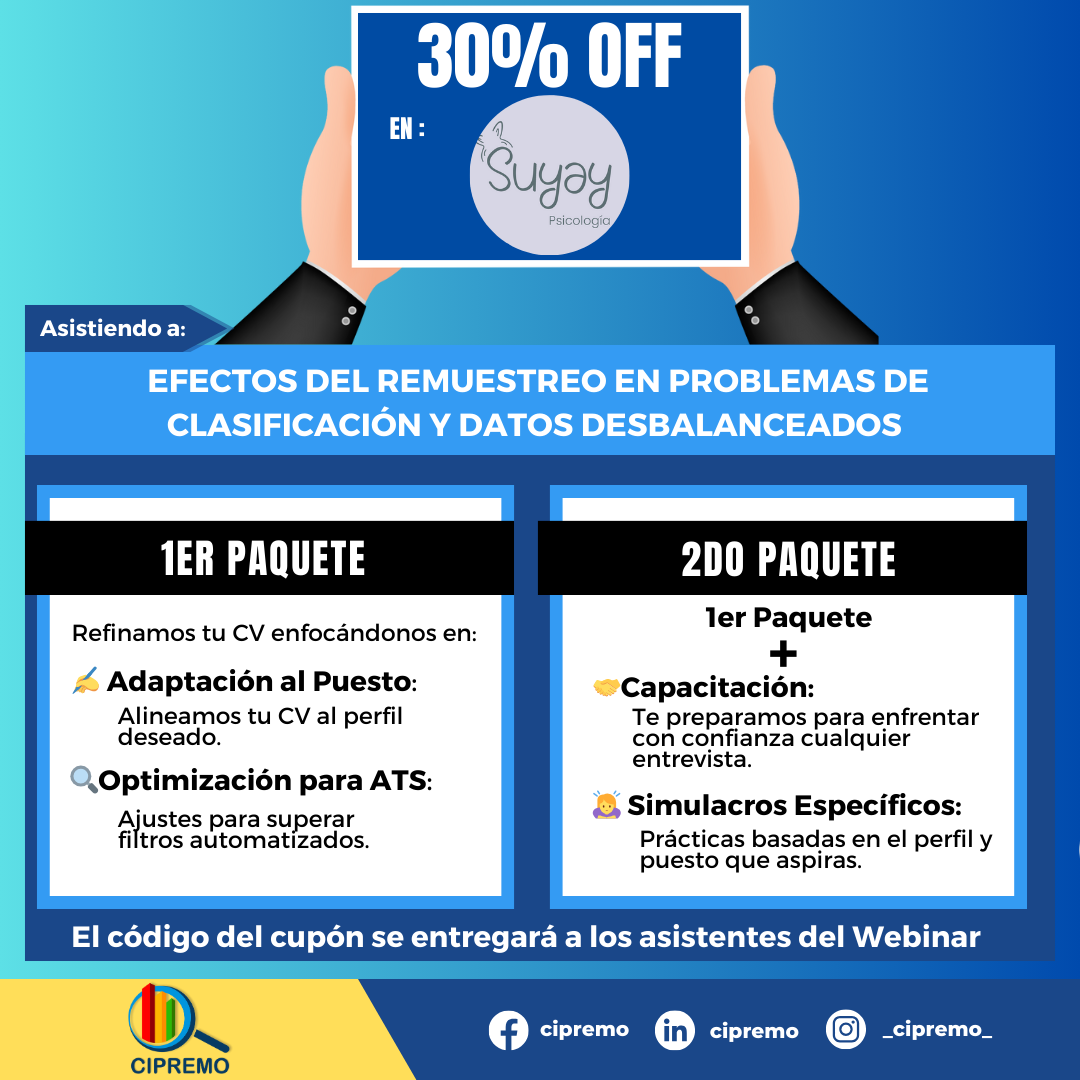 30% OFF
EN :
Suyay
Psicología
Asistiendo a:
EFECTOS DEL REMUESTREO EN PROBLEMAS DE
CLASIFICACIÓN Y DATOS DESBALANCEADOS
1ER PAQUETE
Refinamos tu CV enfocándonos en:
Adaptación al Puesto:
Alineamos tu CV al perfil
deseado.
Optimización para ATS:
Ajustes para superar
filtros automatizados.
2DO PAQUETE
1er Paquete
+
Capacitación:
Te preparamos para enfrentar
con confianza cualquier
entrevista.
Simulacros Específicos:
Prácticas basadas en el perfil y
puesto que aspiras.
El código del cupón se entregará a los asistentes del Webinar
CIPREMO
cipremo
cipremo
_cipremo_